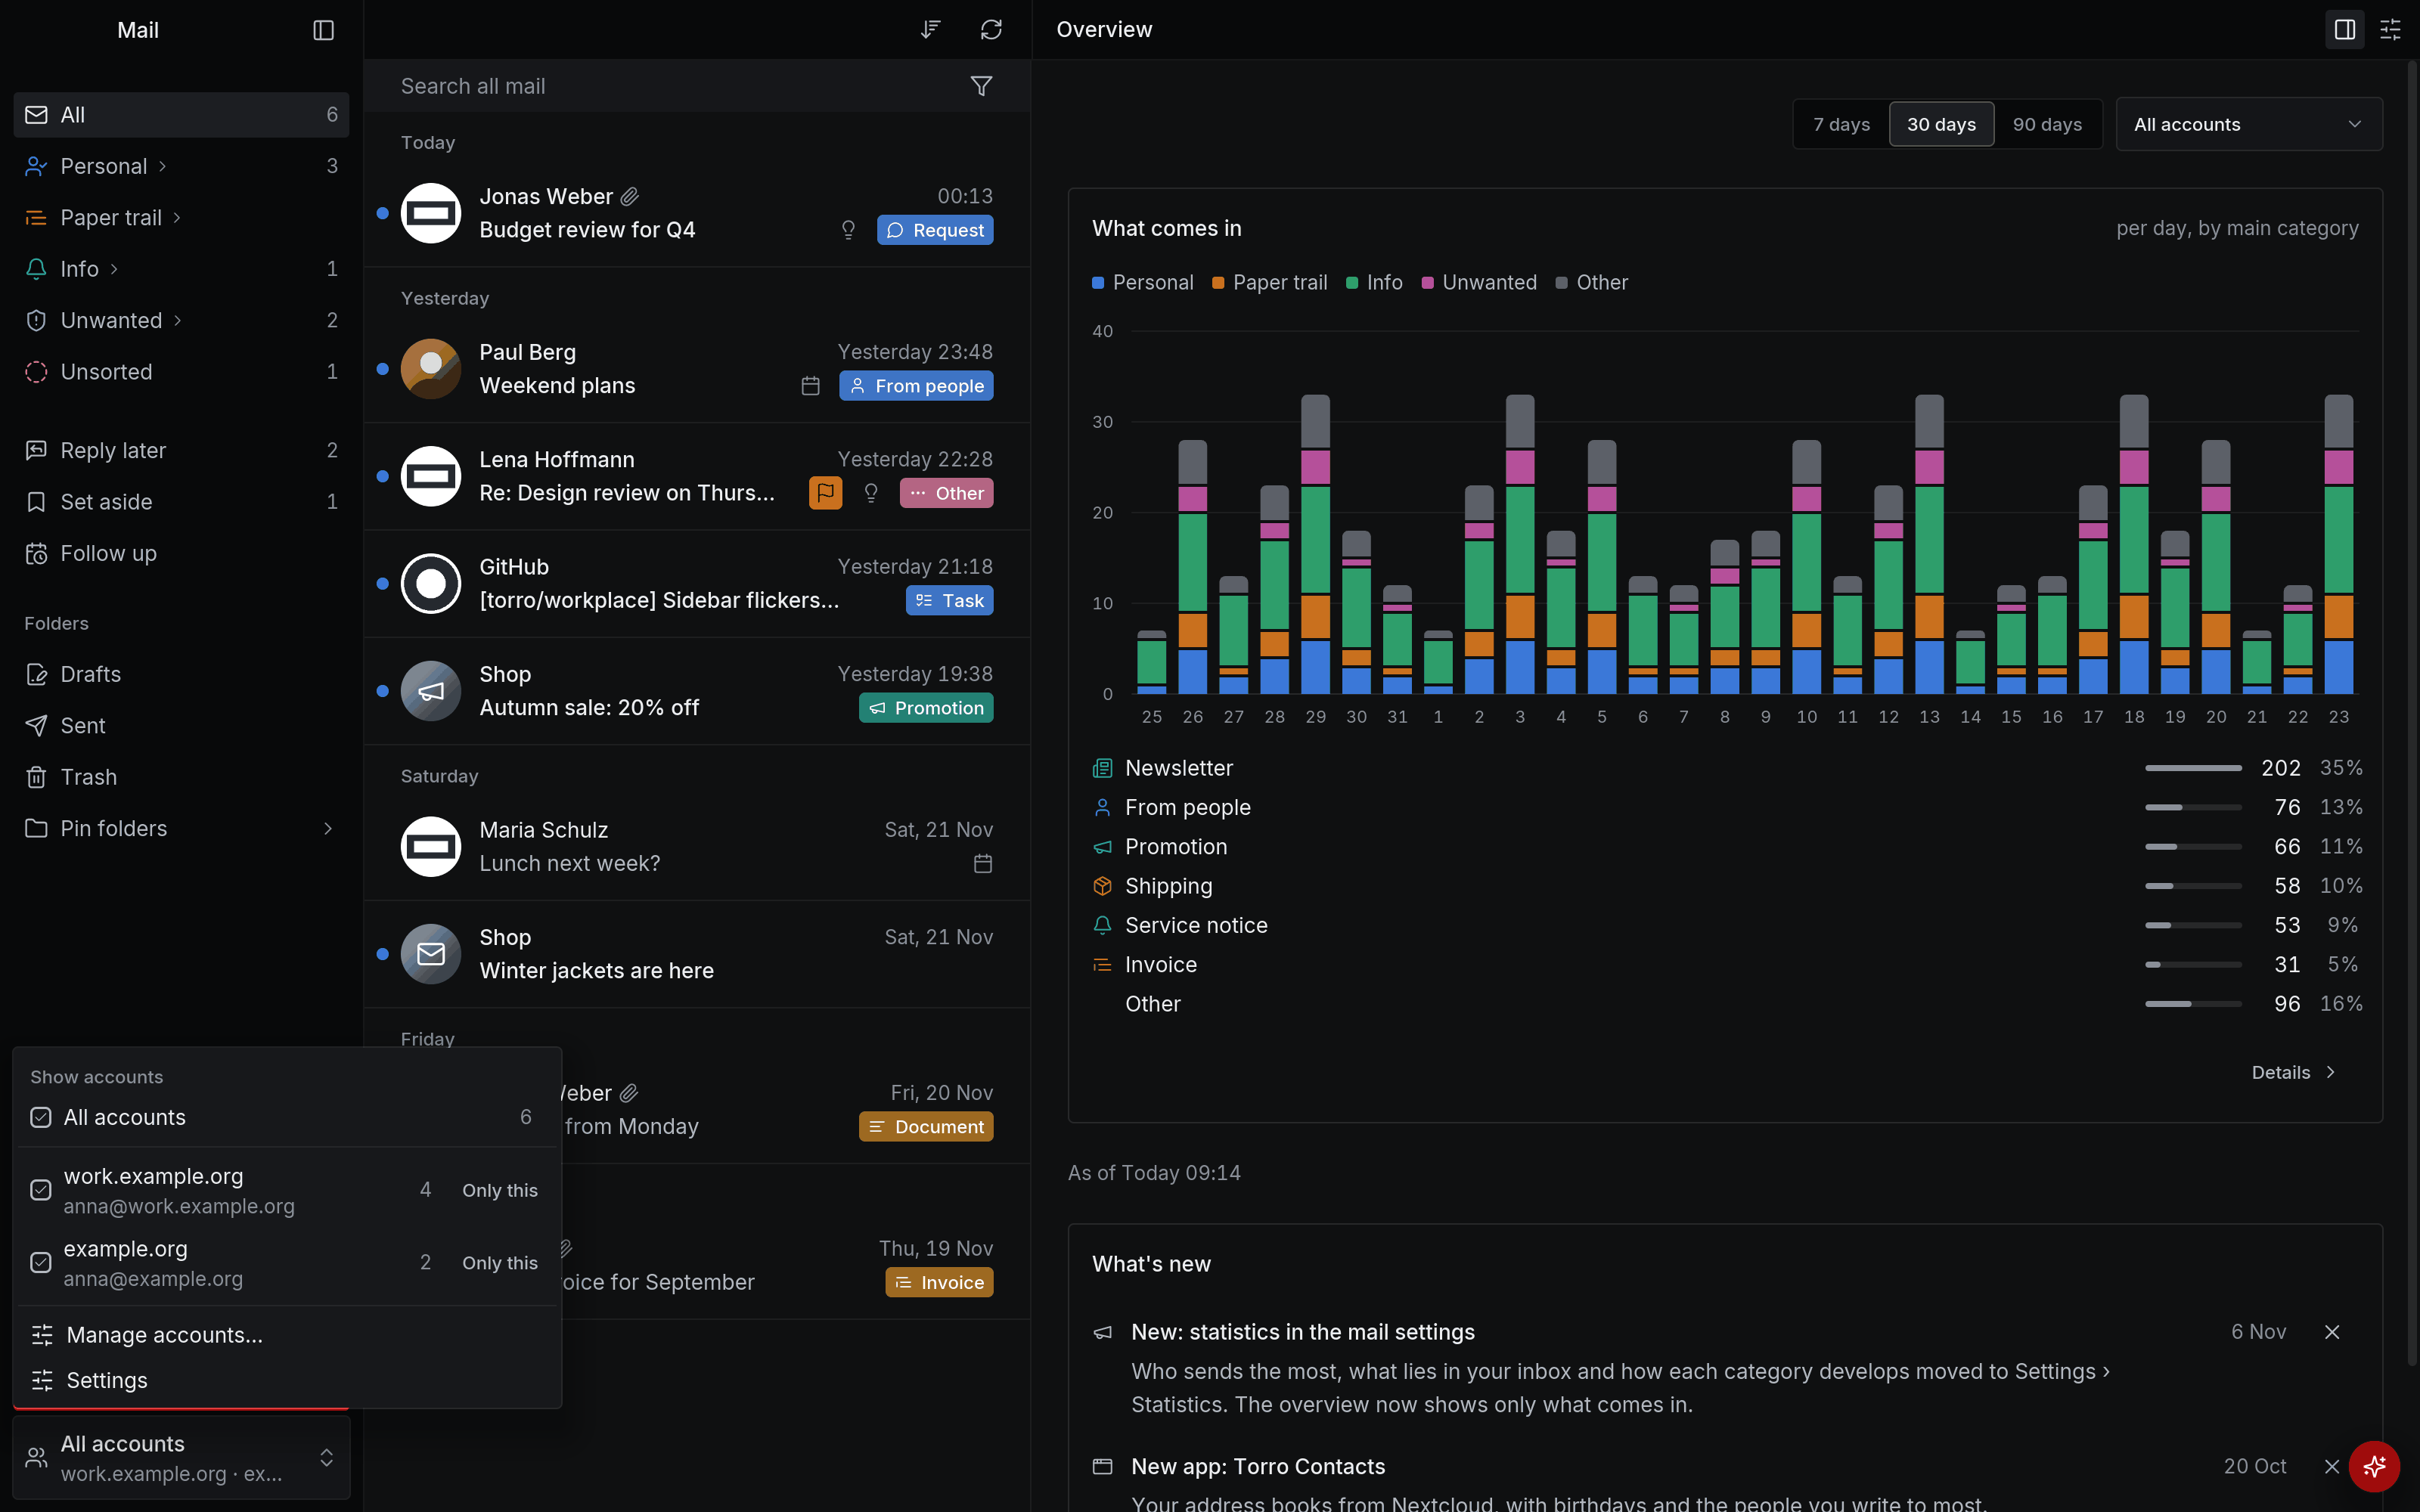 Mail
All 6
Personal 3
Paper trail
Info 1
Unwanted 2
Unsorted 1
Reply later 2
Set aside 1
Follow up
Folders
Drafts
Sent
Trash
Pin folders
Show accounts
All accounts 6
work.example.org
anna@work.example.org
4 Only this
example.org
anna@example.org
2 Only this
Manage accounts...
Settings
All accounts
work.example.org · ex...
Search all mail
Today
Jonas Weber 00:13
Budget review for Q4 Request
Yesterday
Paul Berg Yesterday 23:48
Weekend plans From people
Lena Hoffmann Yesterday 22:28
Re: Design review on Thurs... Other
GitHub Yesterday 21:18
[torro/workplace] Sidebar flickers... Task
Shop Yesterday 19:38
Autumn sale: 20% off Promotion
Saturday
Maria Schulz Sat, 21 Nov
Lunch next week?
Shop Sat, 21 Nov
Winter jackets are here
Friday
Fri, 20 Nov
from Monday Document
Thu, 19 Nov
for September Invoice
Overview
7 days 30 days 90 days All accounts
What comes in per day, by main category
Personal Paper trail Info Unwanted Other
40
30
20
10
0
25 26 27 28 29 30 31 1 2 3 4 5 6 7 8 9 10 11 12 13 14 15 16 17 18 19 20 21 22 23
Newsletter 202 35%
From people 76 13%
Promotion 66 11%
Shipping 58 10%
Service notice 53 9%
Invoice 31 5%
Other 96 16%
Details
As of Today 09:14
What's new
New: statistics in the mail settings 6 Nov
Who sends the most, what lies in your inbox and how each category develops moved to Settings ›
Statistics. The overview now shows only what comes in.
New app: Torro Contacts 20 Oct
Your address books from Nextcloud, with birthdays and the people you write to most.